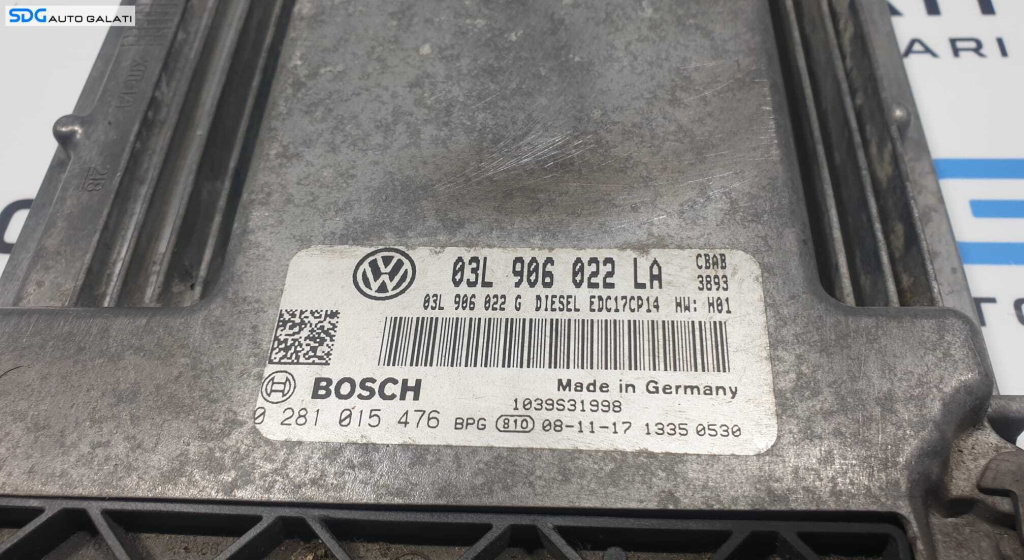 SDG AUTO GALATI
03L 906 022 LA CBAB
3893
03L 906 022 G DIESEL EDC17CP14 HW: H01
BOSCH Made in Germany
1039S31998
0 281 015 476 BPG 810 08-11-17 1335 0530